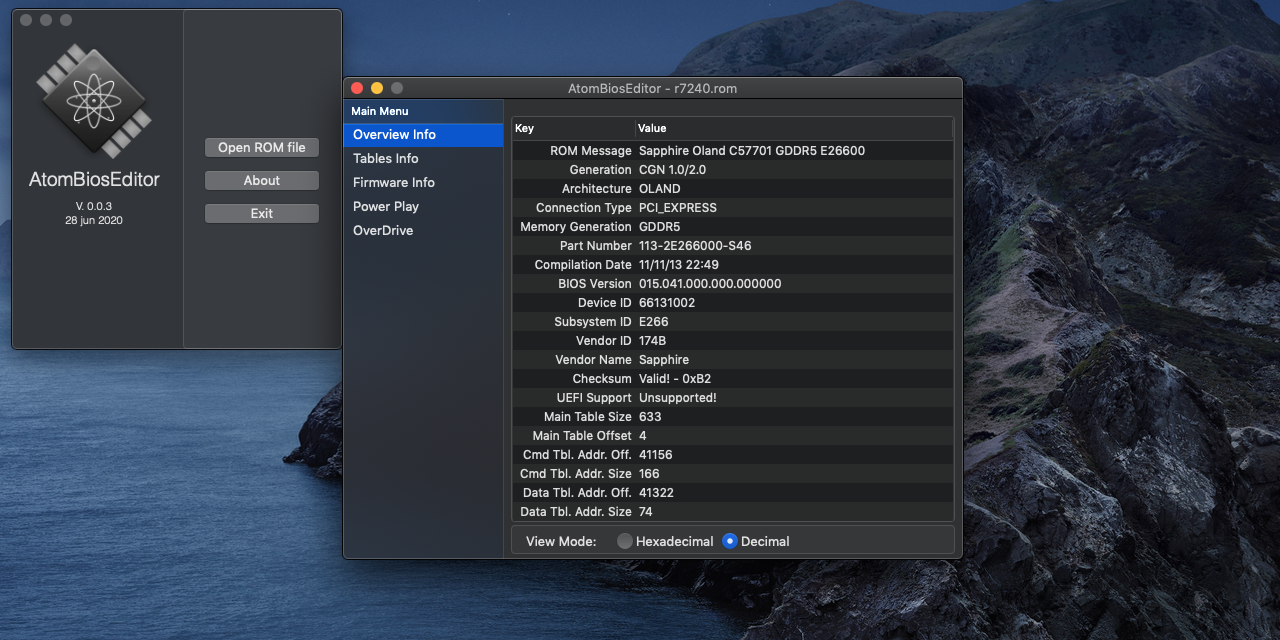 AtomBiosEditor
V. 0.0.3
28 jun 2020
Open ROM file
About
Exit
AtomBiosEditor - r7240.rom
Main Menu
Overview Info
Tables Info
Firmware Info
Power Play
OverDrive
Key Value
ROM Message Sapphire Oland C57701 GDDR5 E26600
Generation CGN 1.0/2.0
Architecture OLAND
Connection Type PCI_EXPRESS
Memory Generation GDDR5
Part Number 113-2E266000-S46
Compilation Date 11/11/13 22:49
BIOS Version 015.041.000.000.000000
Device ID 66131002
Subsystem ID E266
Vendor ID 174B
Vendor Name Sapphire
Checksum Valid! - 0xB2
UEFI Support Unsupported!
Main Table Size 633
Main Table Offset 4
Cmd Tbl. Addr. Off. 41156
Cmd Tbl. Addr. Size 166
Data Tbl. Addr. Off. 41322
Data Tbl. Addr. Size 74
View Mode: Hexadecimal Decimal